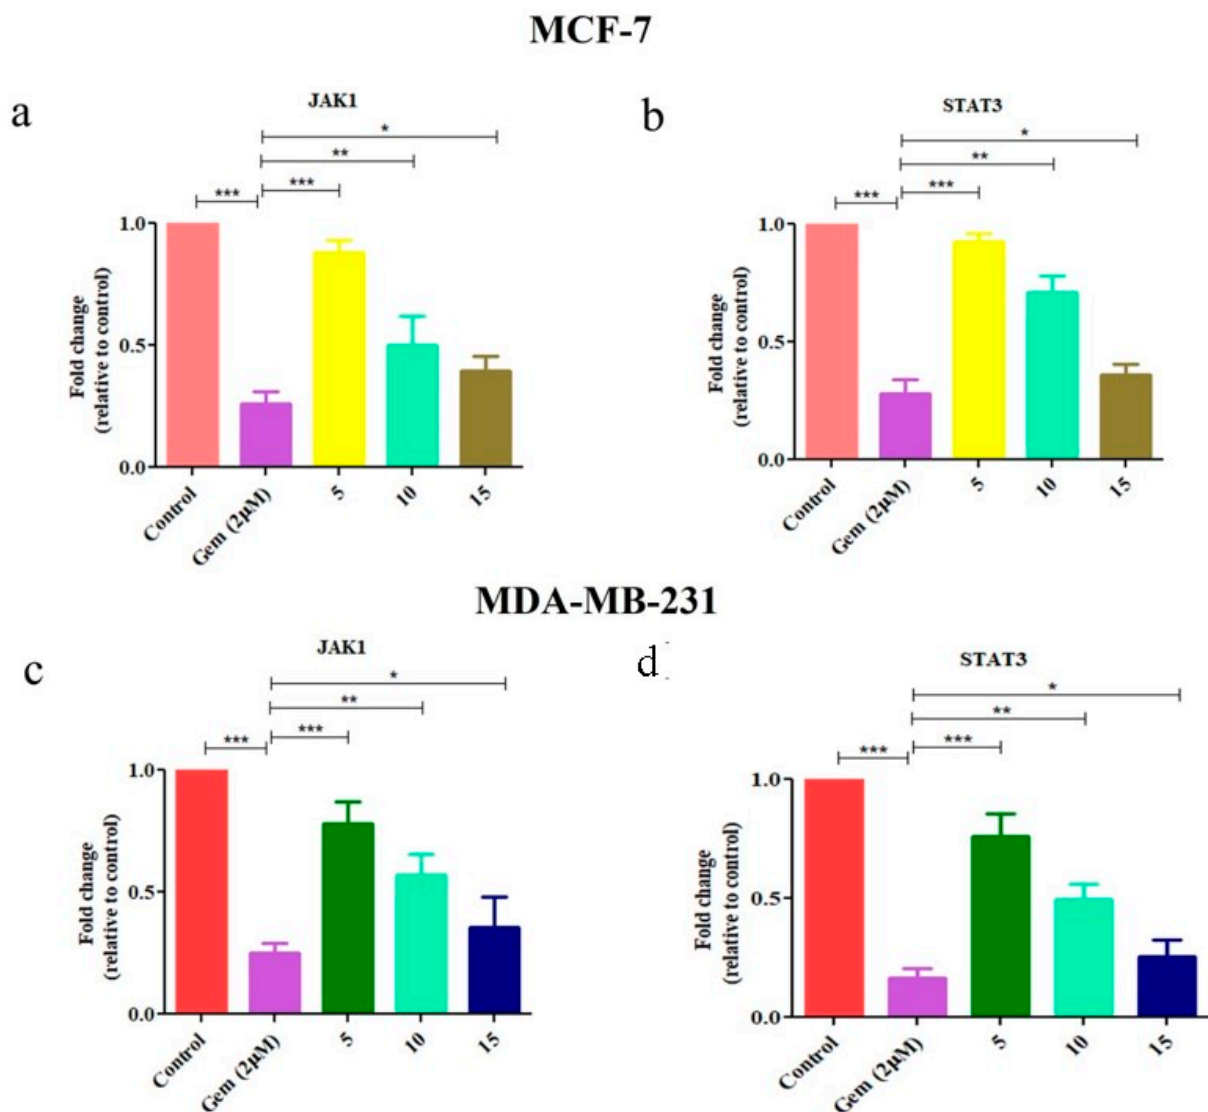 MCF-7
a
JAK1
*
**
***
***
1.0
0.5
0.0
Fold change
(relative to control)
Control
Gem (2µM)
5
10
15
b
STAT3
*
**
***
***
1.0
0.5
0.0
Fold change
(relative to control)
Control
Gem (2µM)
5
10
15
MDA-MB-231
c
JAK1
*
**
***
***
1.0
0.5
0.0
Fold change
(relative to control)
Control
Gem (2µM)
5
10
15
d
STAT3
*
**
***
***
1.0
0.5
0.0
Fold change
(relative to control)
Control
Gem (2µM)
5
10
15